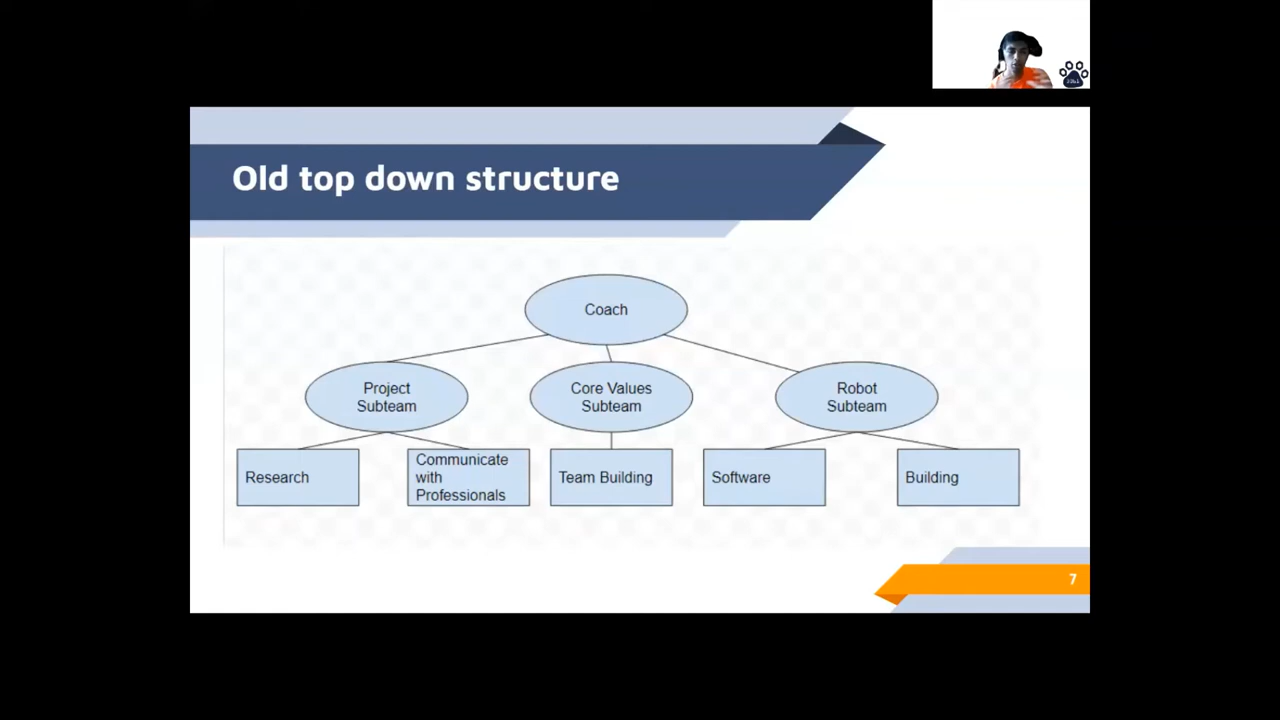 Old top down structure
Coach
Project
Subteam
Core Values
Subteam
Robot
Subteam
Research
Communicate
with
Professionals
Team Building
Software
Building
7